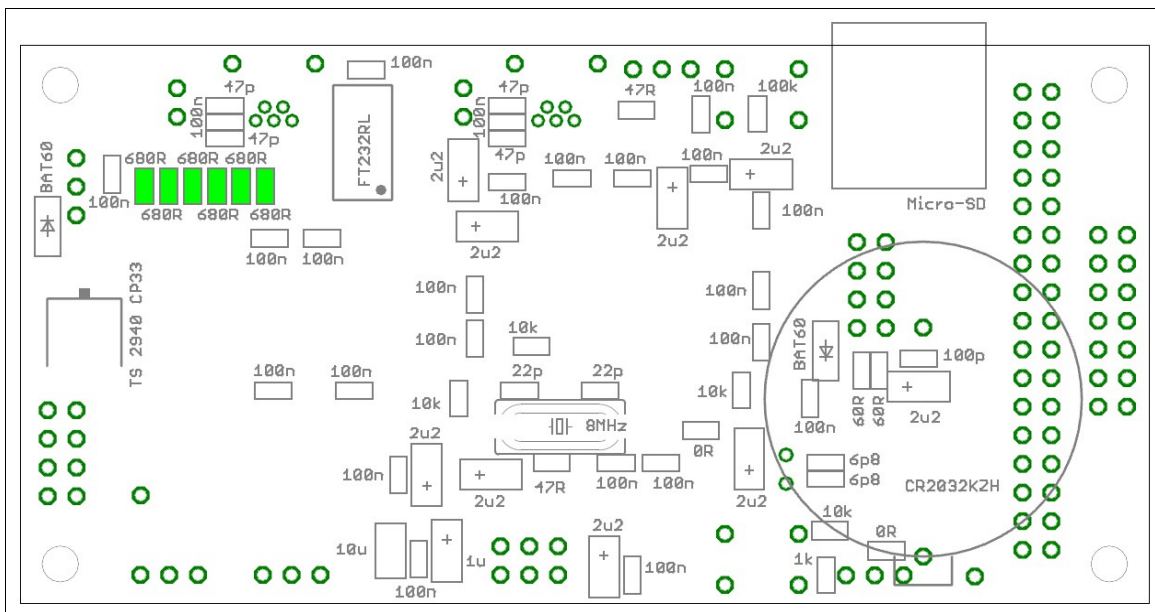 100n
47p
47p
47R
100n
100k
100n
100n
47p
47p
BAT60
FT232RL
2u2
100n
100n
100n
2u2
680R 680R 680R
100n
680R 680R 680R
100n
100n
Micro-SD
2u2
2u2
100n 100n
TS 2940 CP33
100n
100n
100n
10k
100n
BAT60
100p
100n
100n
22p
22p
10k
10k
60R
60R
2u2
8MHz
100n
2u2
0R
100n
6p8
6p8
2u2
47R
100n
100n
2u2
CR2032KZH
10k
2u2
0R
10u
1u
1k
100n
100n